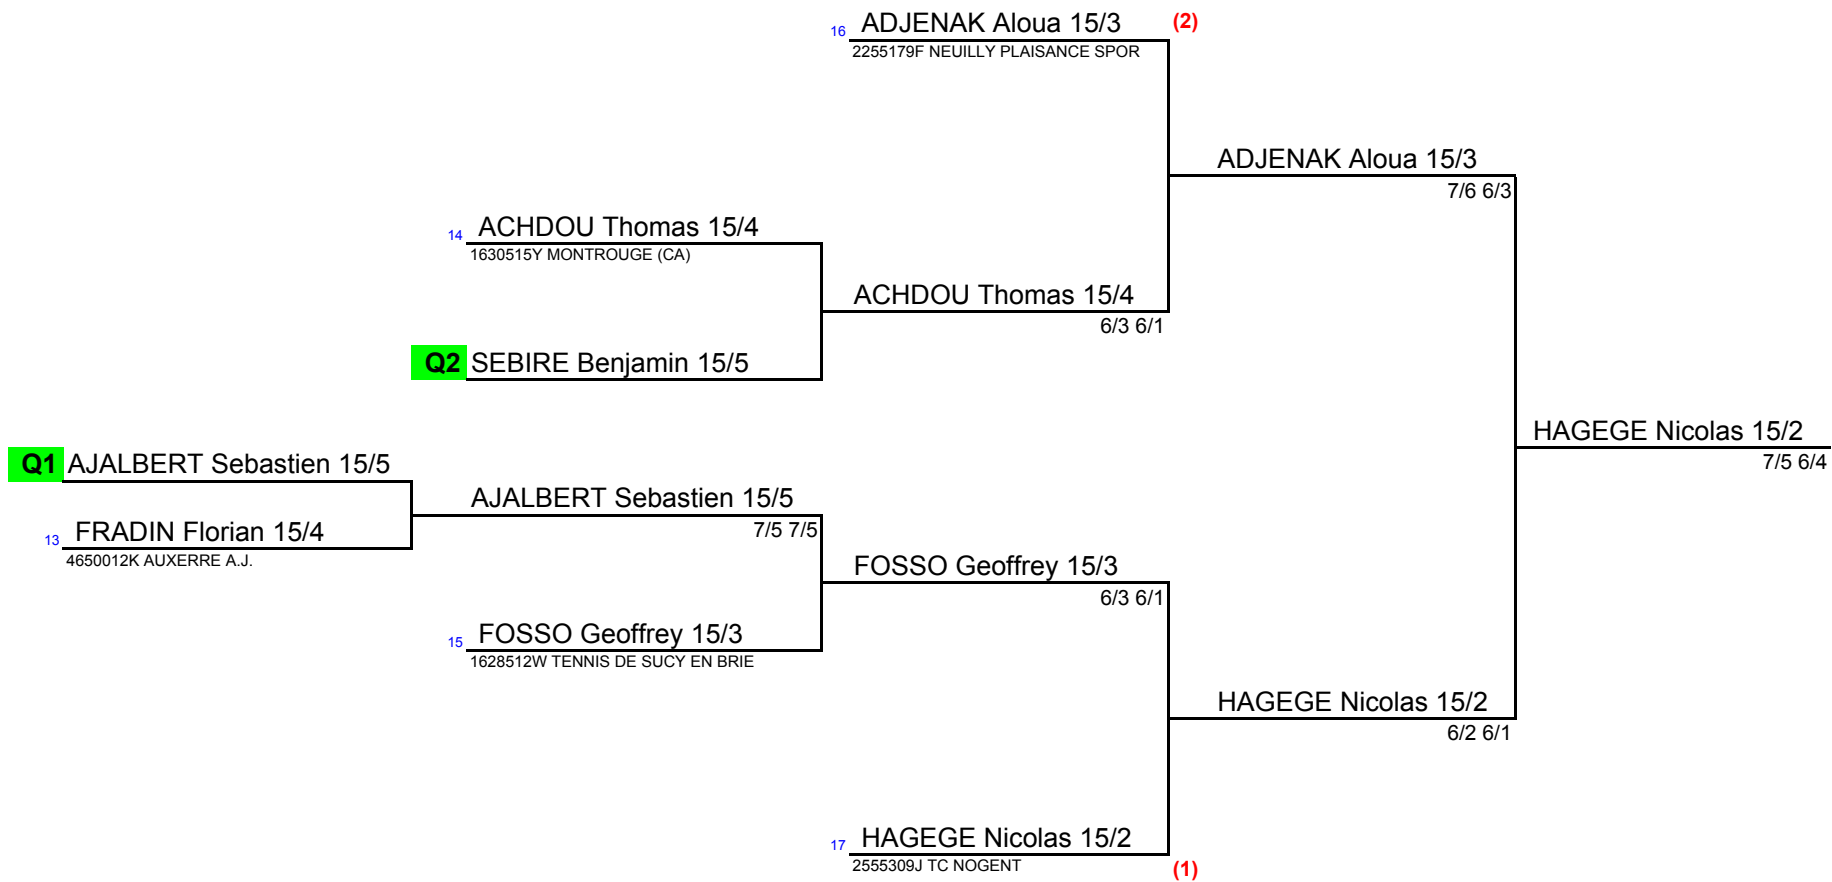 16 ADJENAK Aloua 15/3 (2)
2255179F NEUILLY PLAISANCE SPOR
ADJENAK Aloua 15/3
7/6 6/3
14 ACHDOU Thomas 15/4
1630515Y MONTROUGE (CA)
ACHDOU Thomas 15/4
6/3 6/1
Q2 SEBIRE Benjamin 15/5
HAGEGE Nicolas 15/2
7/5 6/4
Q1 AJALBERT Sebastien 15/5
AJALBERT Sebastien 15/5
7/5 7/5
13 FRADIN Florian 15/4
4650012K AUXERRE A.J.
FOSSO Geoffrey 15/3
6/3 6/1
15 FOSSO Geoffrey 15/3
1628512W TENNIS DE SUCY EN BRIE
HAGEGE Nicolas 15/2
6/2 6/1
17 HAGEGE Nicolas 15/2
2555309J TC NOGENT
(1)